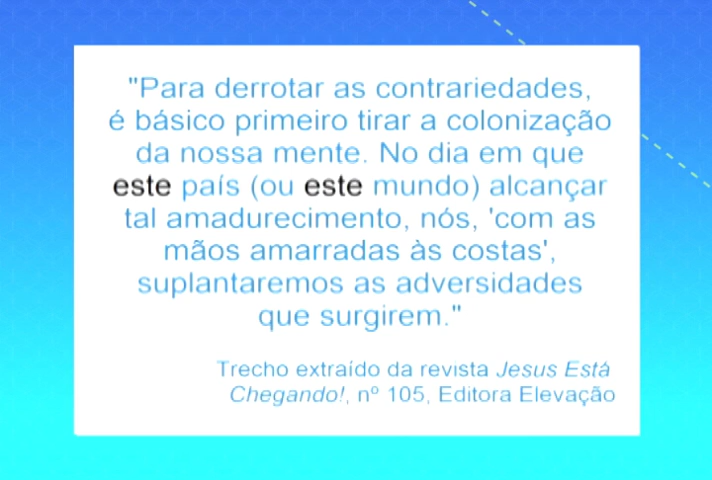 "Para derrotar as contrariedades,
é básico primeiro tirar a colonização
da nossa mente. No dia em que
este país (ou este mundo) alcançar
tal amadurecimento, nós, 'com as
mãos amarradas às costas',
suplantaremos as adversidades
que surgirem."
Trecho extraído da revista Jesus Está
Chegando!, nº 105, Editora Elevação